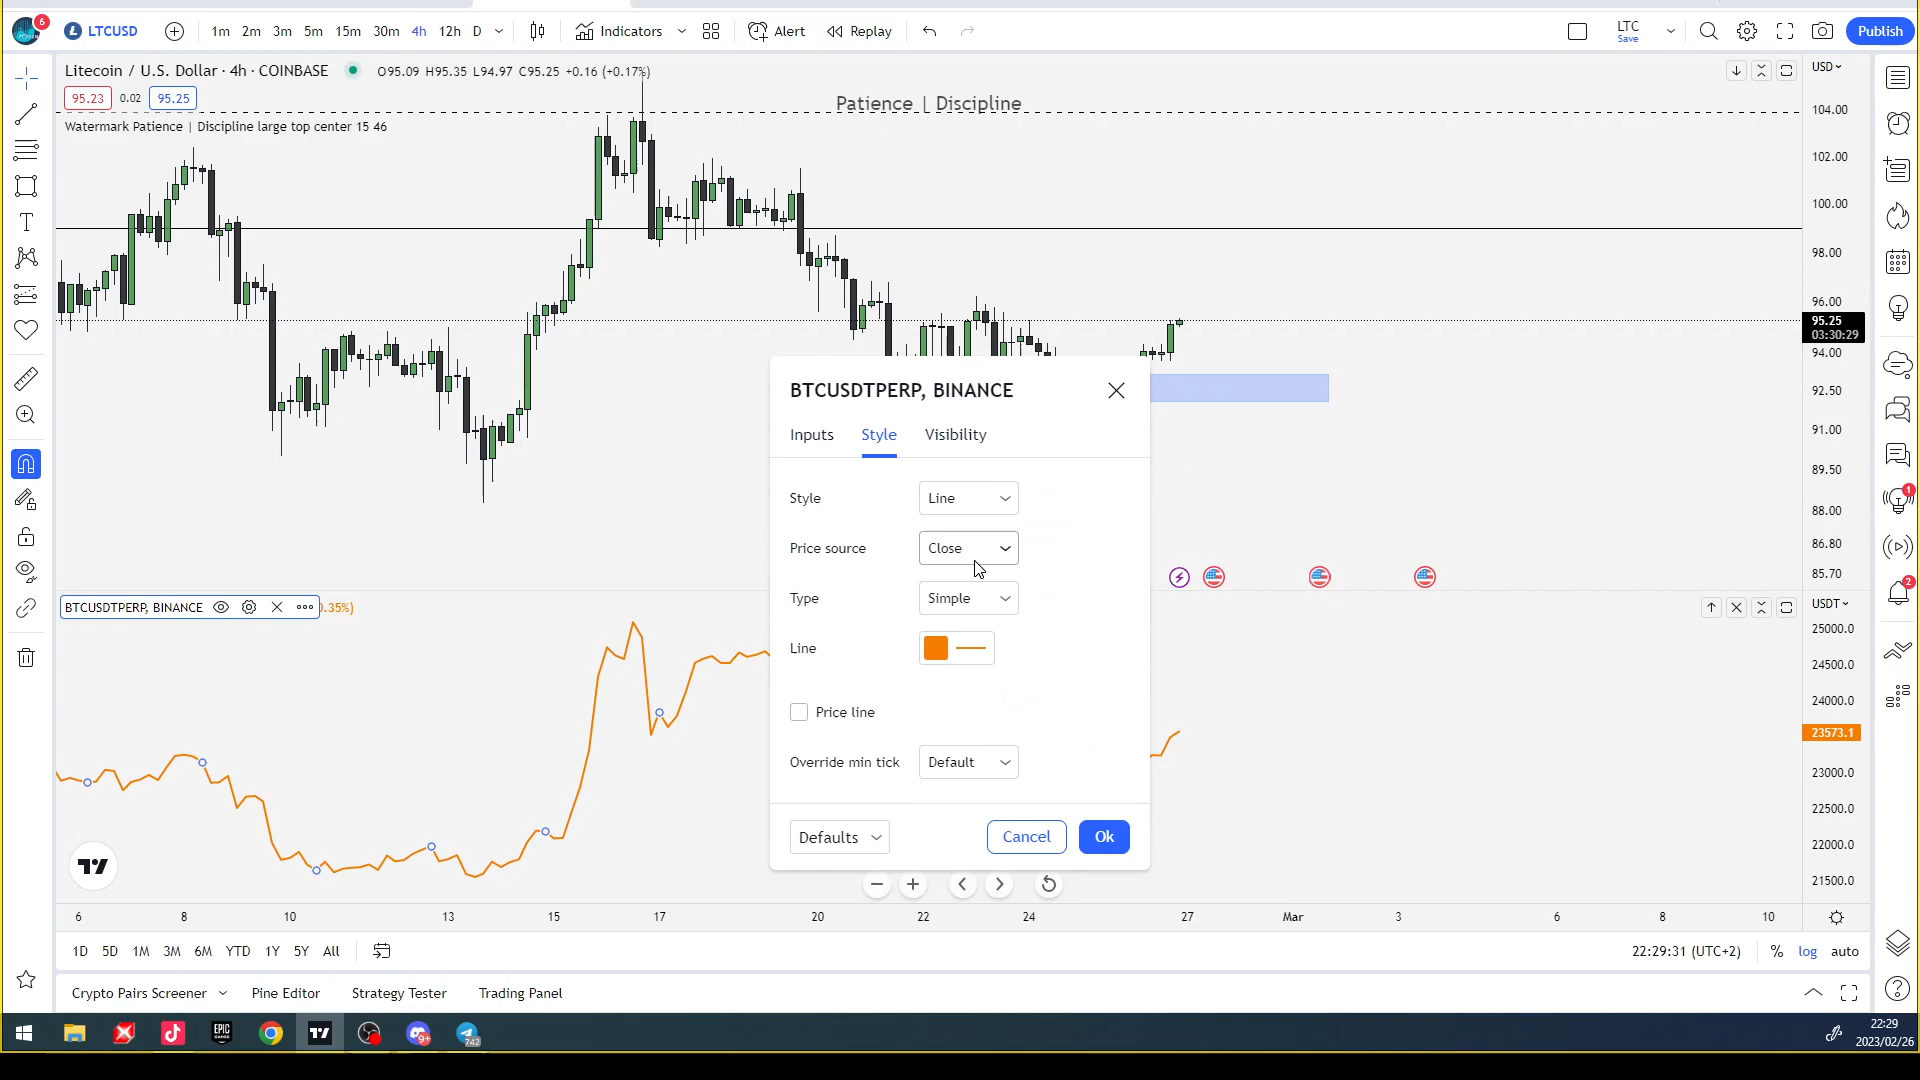 6
LTCUSD
1m 2m 3m 5m 15m 30m 4h 12h D
Indicators
Alert
Replay
LTC
Save
Publish
Litecoin / U.S. Dollar · 4h · COINBASE
O95.09 H95.35 L94.97 C95.25 +0.16 (+0.17%)
95.23 0.02 95.25
Watermark Patience | Discipline large top center 15 46
Patience | Discipline
USD
104.00
102.00
100.00
98.00
96.00
95.25
03:30:29
94.00
92.50
91.00
89.50
88.00
86.80
85.70
BTCUSDTPERP, BINANCE
Inputs Style Visibility
Style Line
Price source Close
Type Simple
Line
Price line
Override min tick Default
Defaults Cancel Ok
BTCUSDTPERP, BINANCE
.35%)
USDT
25000.0
24500.0
24000.0
23573.1
23000.0
22500.0
22000.0
21500.0
1
2
6 8 10 13 15 17 20 22 24 27 Mar 3 6 8 10
1D 5D 1M 3M 6M YTD 1Y 5Y All
22:29:31 (UTC+2) % log auto
Crypto Pairs Screener Pine Editor Strategy Tester Trading Panel
EPIC
GAMES
9+
742
22:29
2023/02/26